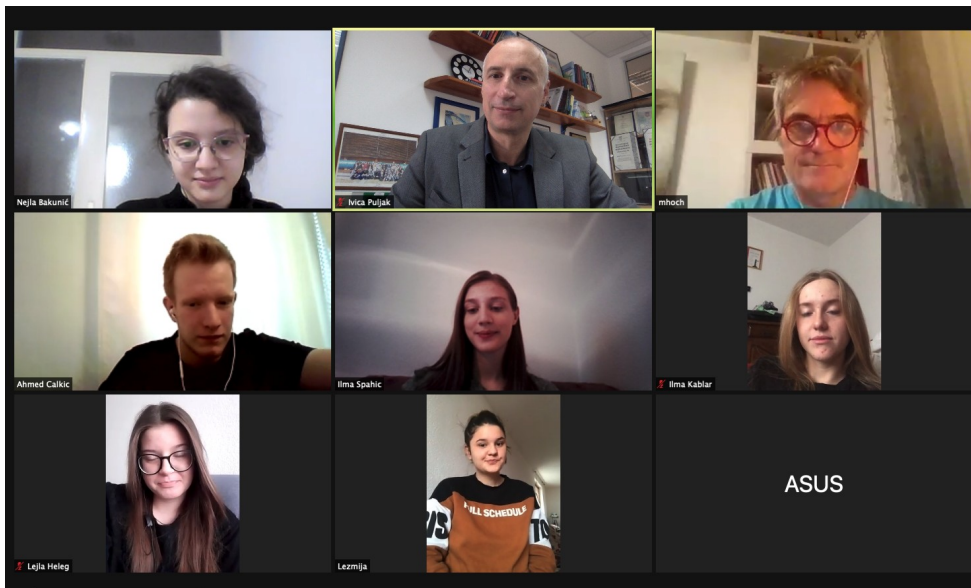 Nejla Bakunić
Ivica Puljak
mhoch
Ahmed Calkic
Ilma Spahic
Ilma Kablar
Lejla Heleg
Lezmija
FULL SCHEDULE
ASUS